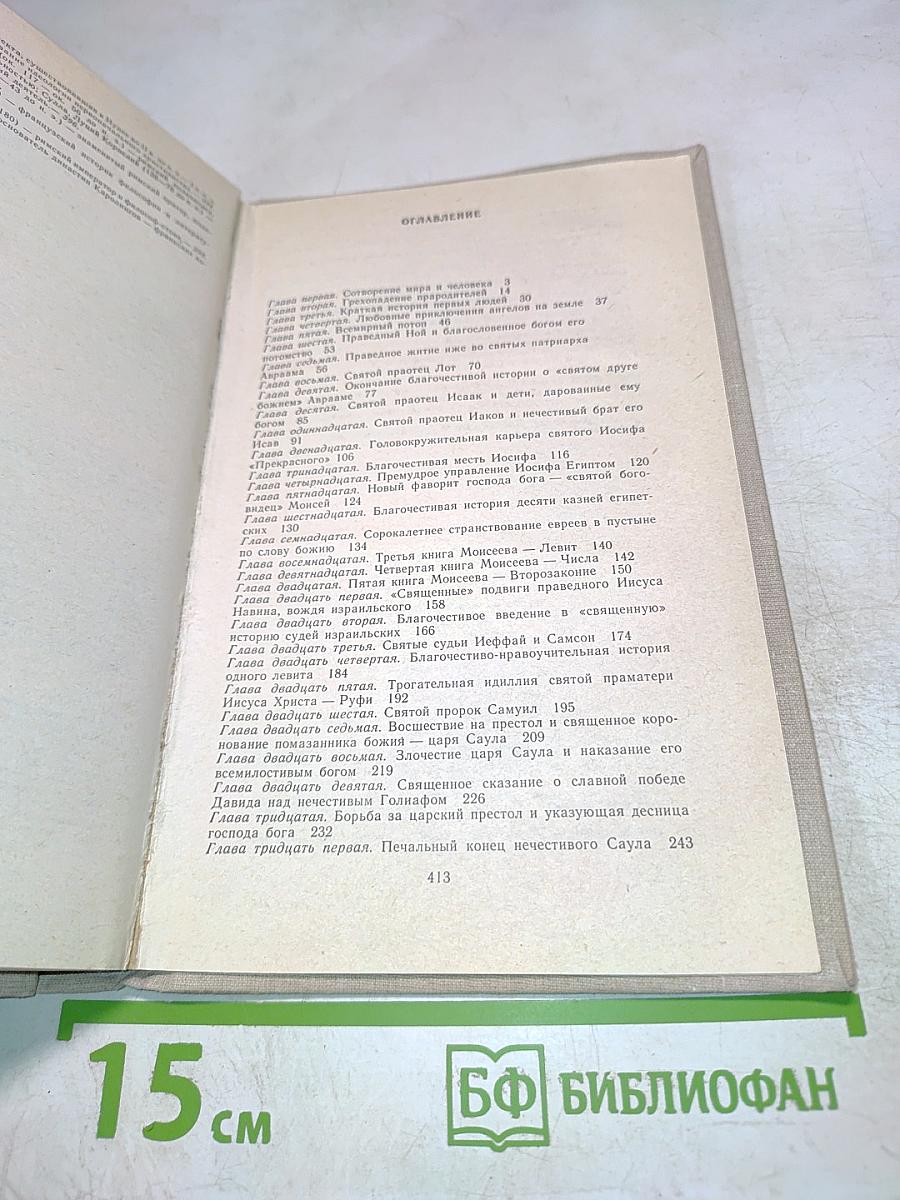 ОГЛАВЛЕНИЕ
Глава первая. Сотворение мира и человека 3
Глава вторая. Грехопадение прародителей 14
Глава третья. Краткая история первых людей 30
Глава четвертая. Любовные приключения ангелов на земле 37
Глава пятая. Всемирный потоп 46
Глава шестая. Праведный Ной и благословенное богом его
потомство 53
Глава седьмая. Праведное житие иже во святых патриарха
Авраама 56
Глава восьмая. Святой праотец Лот 70
Глава девятая. Окончание благочестивой истории о «святом друге
божием» Аврааме 77
Глава десятая. Святой праотец Исаак и дети, дарованные ему
богом 85
Глава одиннадцатая. Святой праотец Иаков и нечестивый брат его
Исав 91
Глава двенадцатая. Головокружительная карьера святого Иосифа
«Прекрасного» 106
Глава тринадцатая. Благочестивая месть Иосифа 116
Глава четырнадцатая. Премудрое управление Иосифа Египтом 120
Глава пятнадцатая. Новый фаворит господа бога — «святой бого-
видец» Моисей 124
Глава шестнадцатая. Благочестивая история десяти казней египет-
ских 130
Глава семнадцатая. Сорокалетнее странствование евреев в пустыне
по слову божию 134
Глава восемнадцатая. Третья книга Моисеева — Левит 140
Глава девятнадцатая. Четвертая книга Моисеева — Числа 142
Глава двадцатая. Пятая книга Моисеева — Второзаконие 150
Глава двадцать первая. «Священные» подвиги праведного Иисуса
Навина, вождя израильского 158
Глава двадцать вторая. Благочестивое введение в «священную»
историю судей израильских 166
Глава двадцать третья. Святые судьи Иеффай и Самсон 174
Глава двадцать четвертая. Благочестиво-нравоучительная история
одного левита 184
Глава двадцать пятая. Трогательная идиллия святой праматери
Иисуса Христа — Руфи 192
Глава двадцать шестая. Святой пророк Самуил 195
Глава двадцать седьмая. Восшествие на престол и священное коро-
нование помазанника божия — царя Саула 209
Глава двадцать восьмая. Злочестие царя Саула и наказание его
всемилостивым богом 219
Глава двадцать девятая. Священное сказание о славной победе
Давида над нечестивым Голиафом 226
Глава тридцатая. Борьба за царский престол и указующая десница
господа бога 232
Глава тридцать первая. Печальный конец нечестивого Саула 243
413
15 см
БФ БИБЛИОФАН